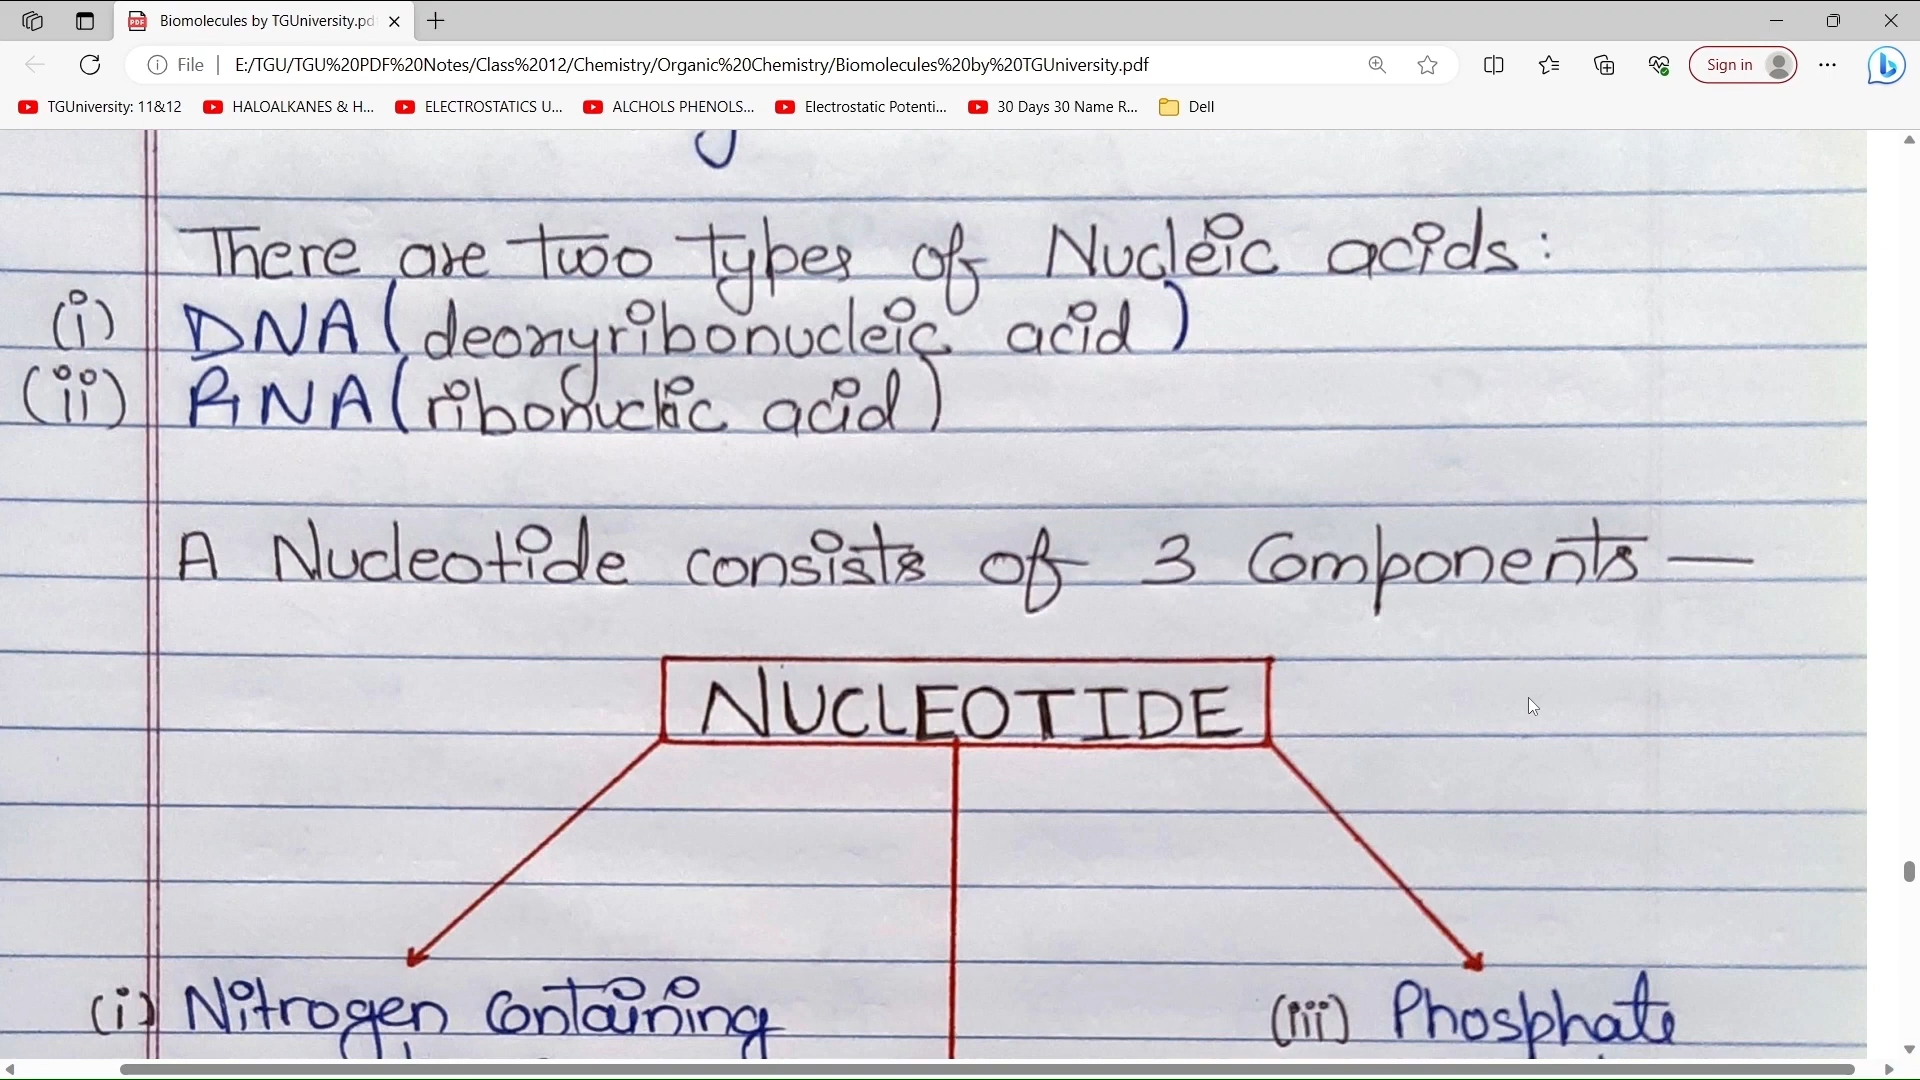 Biomolecules by TGUniversity.pd
File
E:/TGU/TGU%20PDF%20Notes/Class%2012/Chemistry/Organic%20Chemistry/Biomolecules%20by%20TGUniversity.pdf
Sign in
TGUniversity: 11&12
HALOALKANES & H...
ELECTROSTATICS U...
ALCHOLS PHENOLS...
Electrostatic Potenti...
30 Days 30 Name R...
Dell
There are two types of Nucleic acids:
(i) DNA (deoxyribonucleic acid)
(ii) RNA (ribonucleic acid)
A Nucleotide consists of 3 Components —
NUCLEOTIDE
(i) Nitrogen Containing
(iii) Phosphate